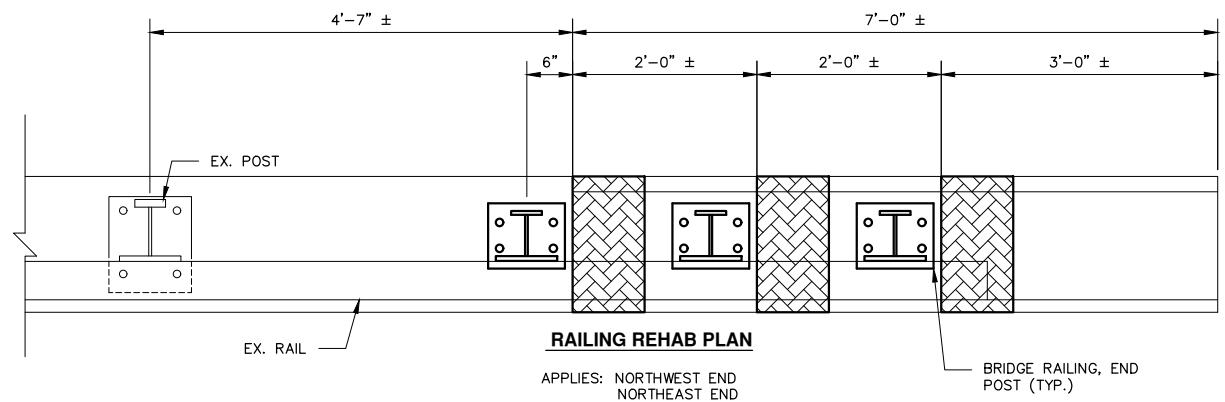 4'-7" ±
7'-0" ±
6"
2'-0" ±
2'-0" ±
3'-0" ±
EX. POST
EX. RAIL
RAILING REHAB PLAN
APPLIES: NORTHWEST END
NORTHEAST END
BRIDGE RAILING, END
POST (TYP.)